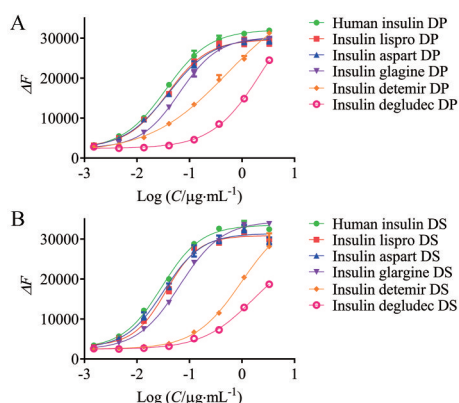 A
ΔF
30000
20000
10000
0
-3
-2
-1
0
1
Log (C/μg·mL⁻¹)
Human insulin DP
Insulin lispro DP
Insulin aspart DP
Insulin glagine DP
Insulin detemir DP
Insulin degludec DP
B
ΔF
40000
30000
20000
10000
0
-3
-2
-1
0
1
Log (C/μg·mL⁻¹)
Human insulin DS
Insulin lispro DS
Insulin aspart DS
Insulin glargine DS
Insulin detemir DS
Insulin degludec DS